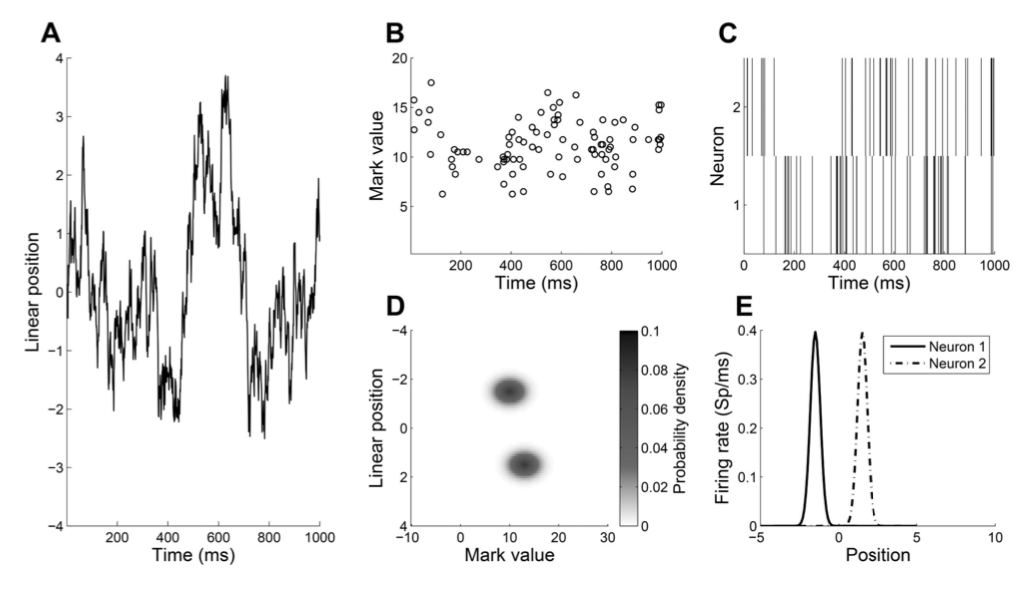 A
Linear position
4
3
2
1
0
−1
−2
−3
−4
200 400 600 800 1000
Time (ms)
B
Mark value
20
15
10
5
200 400 600 800 1000
Time (ms)
C
Neuron
2
1
0 200 400 600 800 1000
Time (ms)
D
Linear position
−4
−2
0
2
4
−10 0 10 20 30
Mark value
0.1
0.08
0.06
0.04
0.02
0
Probability density
E
Firing rate (Sp/ms)
0.4
0.3
0.2
0.1
0
−5 0 5 10
Position
Neuron 1
Neuron 2